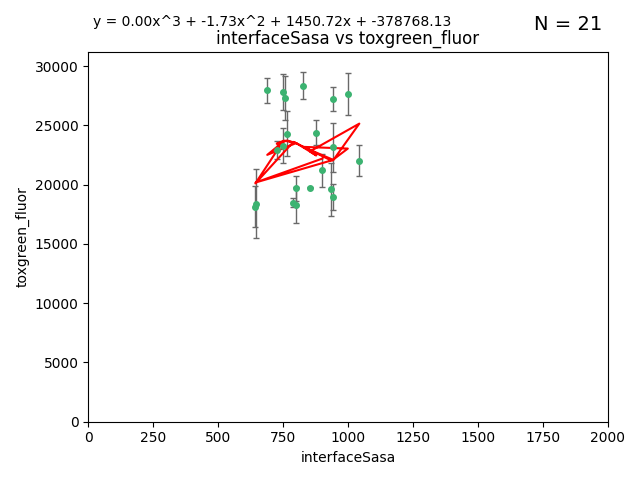 y = 0.00x^3 + -1.73x^2 + 1450.72x + -378768.13
N = 21
interfaceSasa vs toxgreen_fluor
30000
25000
20000
15000
10000
5000
0
toxgreen_fluor
0 250 500 750 1000 1250 1500 1750 2000
interfaceSasa